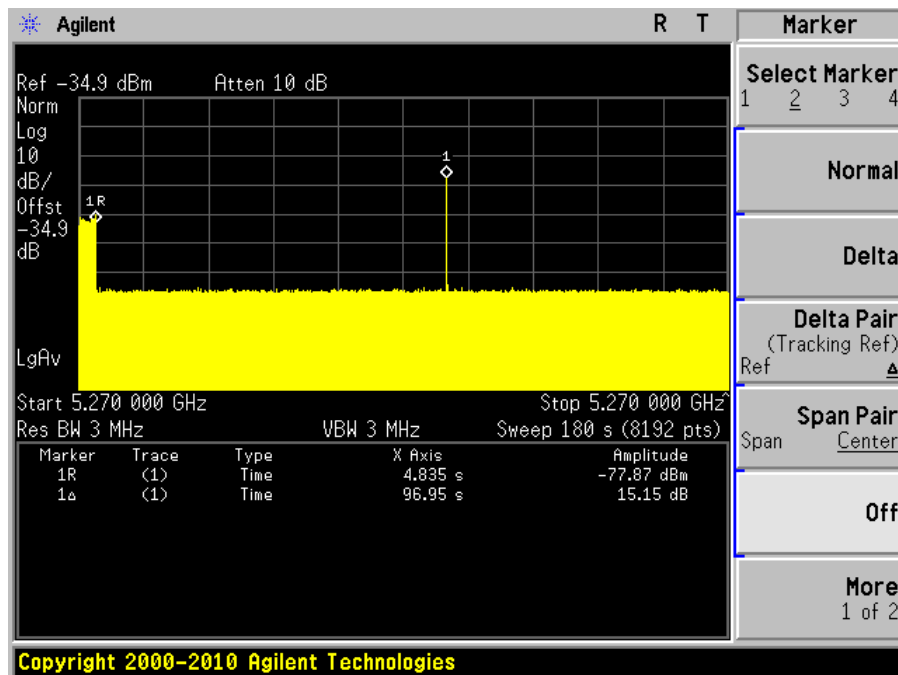 Agilent R T Marker
Ref -34.9 dBm Atten 10 dB
Norm
Log
10
dB/
Offst
-34.9
dB
LgAv
1R
1
Start 5.270 000 GHz Stop 5.270 000 GHz^
Res BW 3 MHz VBW 3 MHz Sweep 180 s (8192 pts)
Marker Trace Type X Axis Amplitude
1R (1) Time 4.835 s -77.87 dBm
1Δ (1) Time 96.95 s 15.15 dB
Select Marker
1 2 3 4
Normal
Delta
Delta Pair
(Tracking Ref)
Ref Δ
Span Pair
Span Center
Off
More
1 of 2
Copyright 2000-2010 Agilent Technologies